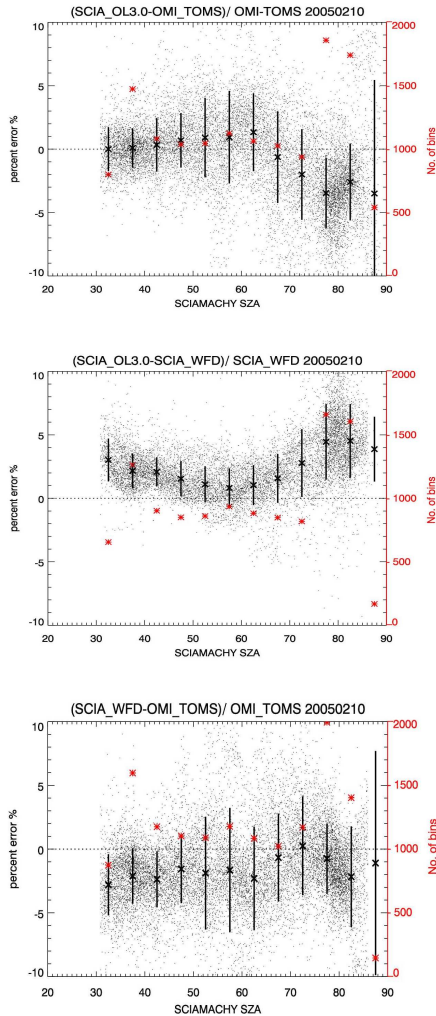 (SCIA_OL3.0-OMI_TOMS)/ OMI-TOMS 20050210
10
5
0
-5
-10
percent error %
2000
1500
1000
500
0
No. of bins
20 30 40 50 60 70 80 90
SCIAMACHY SZA
(SCIA_OL3.0-SCIA_WFD)/ SCIA_WFD 20050210
10
5
0
-5
-10
percent error %
2000
1500
1000
500
0
No. of bins
20 30 40 50 60 70 80 90
SCIAMACHY SZA
(SCIA_WFD-OMI_TOMS)/ OMI_TOMS 20050210
10
5
0
-5
-10
percent error %
2000
1500
1000
500
0
No. of bins
20 30 40 50 60 70 80 90
SCIAMACHY SZA